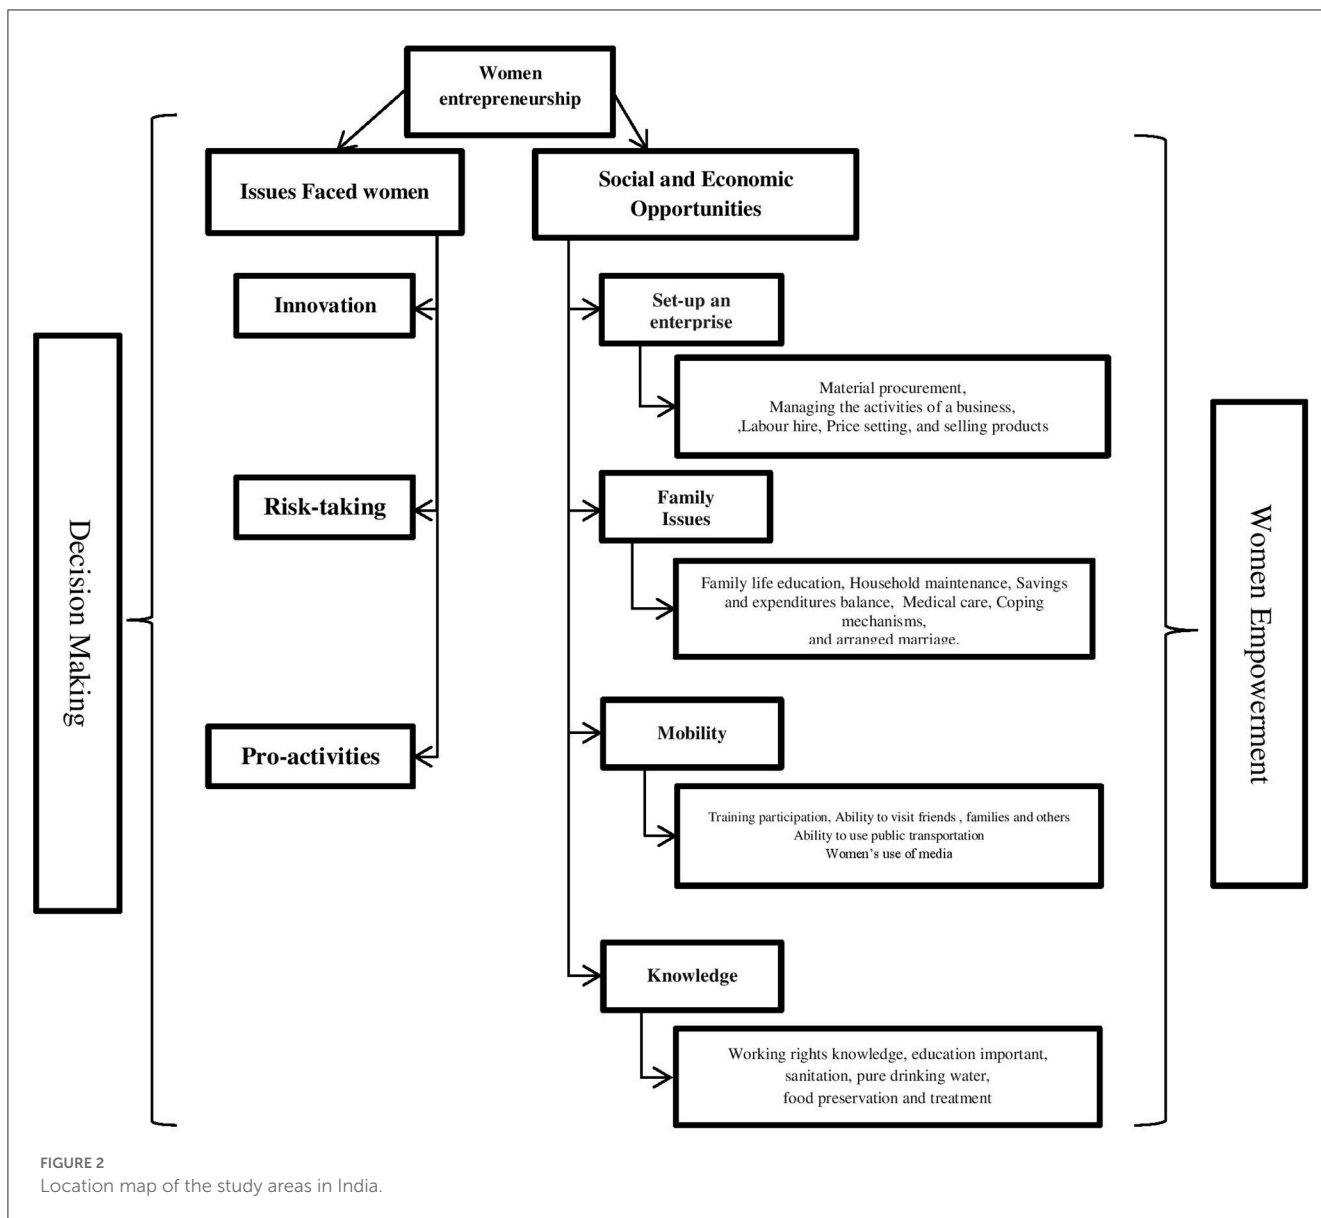 Women
entrepreneurship
Issues Faced women
Social and Economic
Opportunities
Innovation
Set-up an
enterprise
Material procurement,
Managing the activities of a business,
,Labour hire, Price setting, and selling products
Risk-taking
Family
Issues
Family life education, Household maintenance, Savings
and expenditures balance, Medical care, Coping
mechanisms,
and arranged marriage.
Pro-activities
Mobility
Training participation, Ability to visit friends , families and others
Ability to use public transportation
Women's use of media
Knowledge
Working rights knowledge, education important,
sanitation, pure drinking water,
food preservation and treatment
Decision Making
Women Empowerment
FIGURE 2
Location map of the study areas in India.